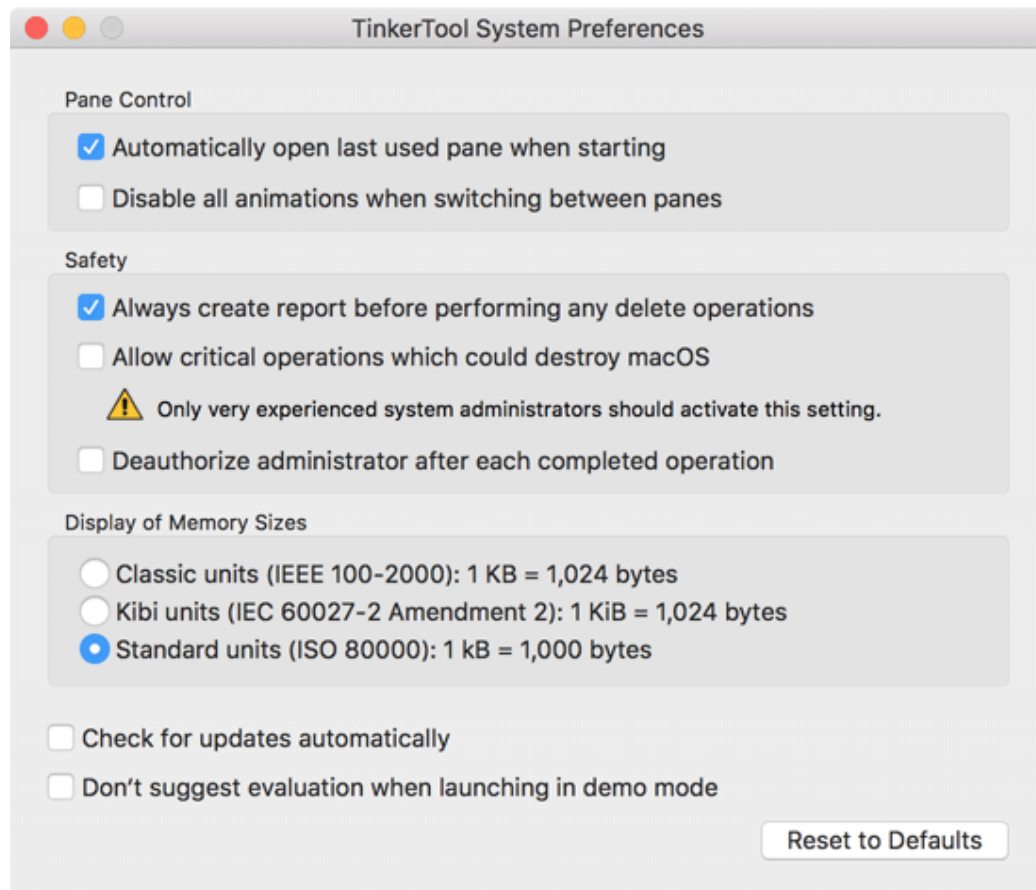 TinkerTool System Preferences
Pane Control
Automatically open last used pane when starting
Disable all animations when switching between panes
Safety
Always create report before performing any delete operations
Allow critical operations which could destroy macOS
Only very experienced system administrators should activate this setting.
Deauthorize administrator after each completed operation
Display of Memory Sizes
Classic units (IEEE 100-2000): 1 KB = 1,024 bytes
Kibi units (IEC 60027-2 Amendment 2): 1 KiB = 1,024 bytes
Standard units (ISO 80000): 1 kB = 1,000 bytes
Check for updates automatically
Don’t suggest evaluation when launching in demo mode
Reset to Defaults